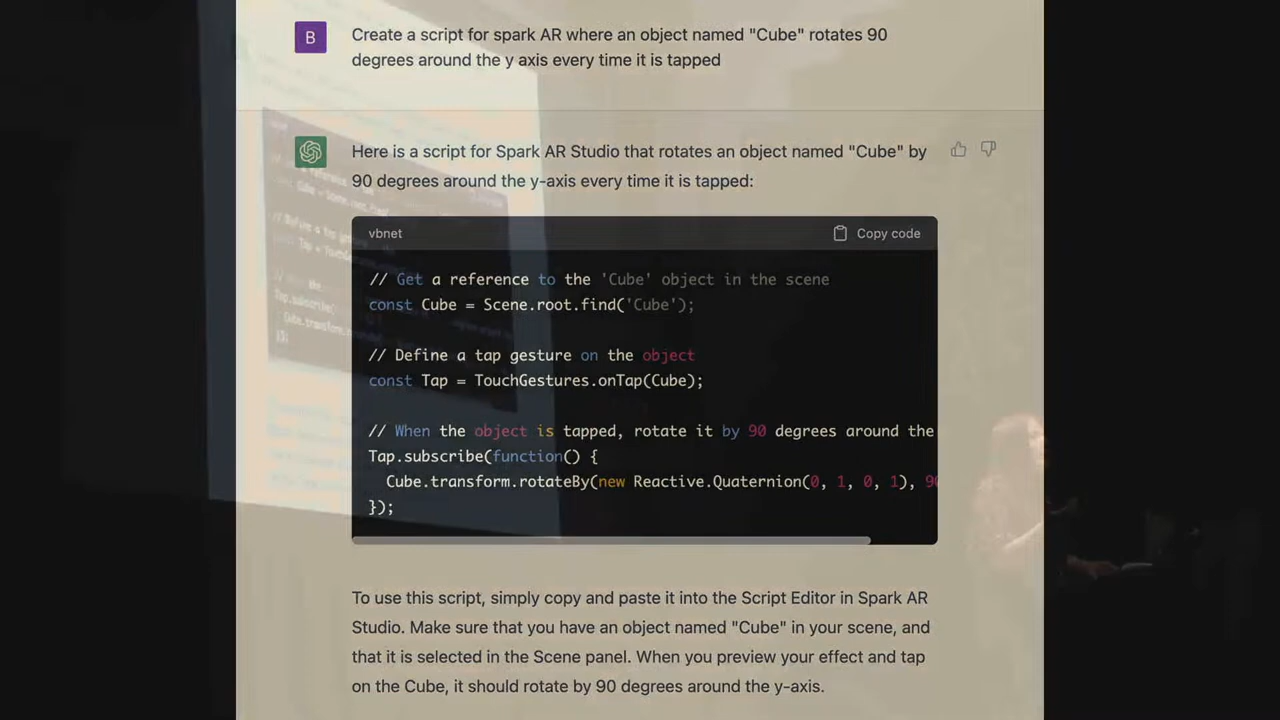 B
Create a script for spark AR where an object named "Cube" rotates 90
degrees around the y axis every time it is tapped
Here is a script for Spark AR Studio that rotates an object named "Cube" by
90 degrees around the y-axis every time it is tapped:
vbnet
Copy code
// Get a reference to the 'Cube' object in the scene
const Cube = Scene.root.find('Cube');
// Define a tap gesture on the object
const Tap = TouchGestures.onTap(Cube);
// When the object is tapped, rotate it by 90 degrees around the
Tap.subscribe(function() {
Cube.transform.rotateBy(new Reactive.Quaternion(0, 1, 0, 1), 90
});
To use this script, simply copy and paste it into the Script Editor in Spark AR
Studio. Make sure that you have an object named "Cube" in your scene, and
that it is selected in the Scene panel. When you preview your effect and tap
on the Cube, it should rotate by 90 degrees around the y-axis.